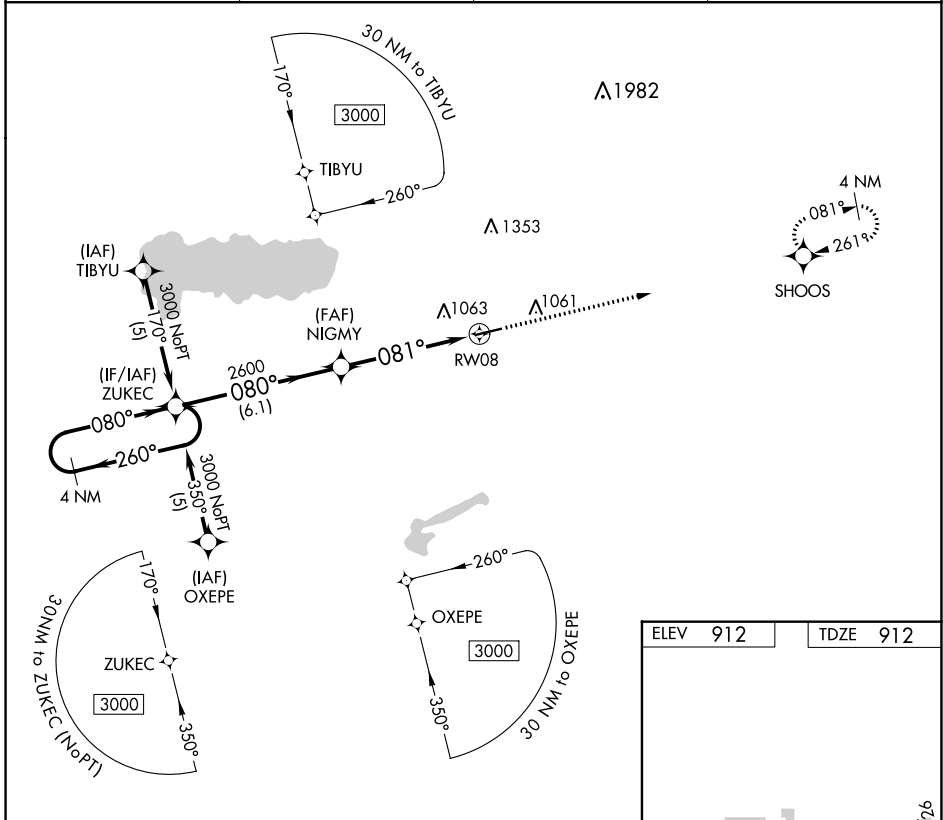 30 NM to TIBYU
170°
3000
TIBYU
260°
1982
4 NM
081°
261°
SHOOS
1353
(IAF)
TIBYU
3000 NoPT
170°
(5)
(FAF)
NIGMY
1063
1061
081°
RW08
(IF/IAF)
ZUKEC
2600
080°
(6.1)
080°
260°
4 NM
3000 NoPT
350°
(5)
(IAF)
OXEPE
170°
ZUKEC
3000
350°
30NM to ZUKEC (NoPT)
260°
OXEPE
3000
350°
30 NM to OXEPE
ELEV 912
TDZE 912
26